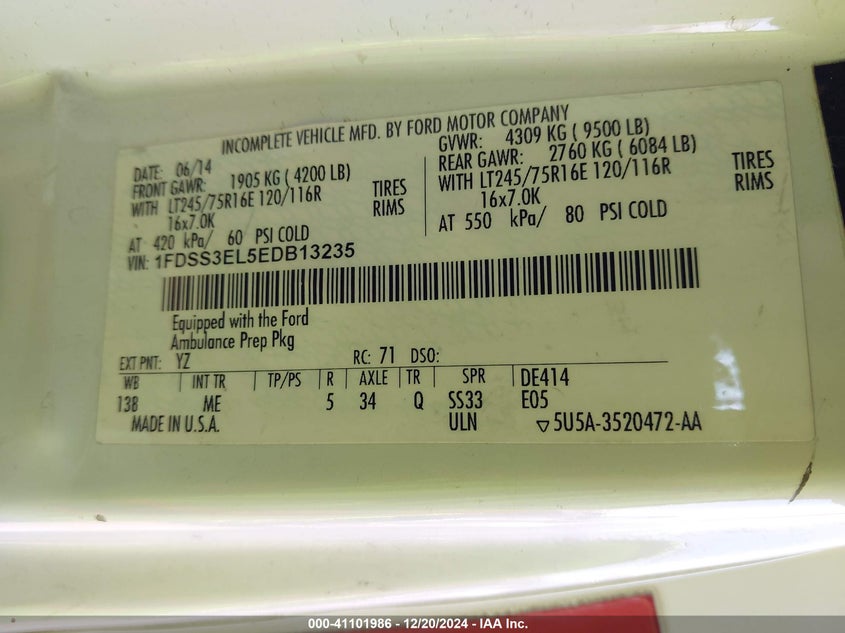 INCOMPLETE VEHICLE MFD. BY FORD MOTOR COMPANY
DATE: 06/14
FRONT GAWR: 1905 KG ( 4200 LB)
WITH LT245/75R16E 120/116R TIRES
16x7.0K RIMS
AT 420 kPa/ 60 PSI COLD
GVWR: 4309 KG ( 9500 LB)
REAR GAWR: 2760 KG ( 6084 LB)
WITH LT245/75R16E 120/116R TIRES
16x7.0K RIMS
AT 550 kPa/ 80 PSI COLD
VIN: 1FDSS3EL5EDB13235
Equipped with the Ford
Ambulance Prep Pkg
EXT PNT: YZ RC: 71 DSO:
WB INT TR TP/PS R AXLE TR SPR DE414
138 ME 5 34 Q SS33 E05
MADE IN U.S.A. ULN ▽5U5A-3520472-AA
000-41101986 - 12/20/2024 - IAA Inc.